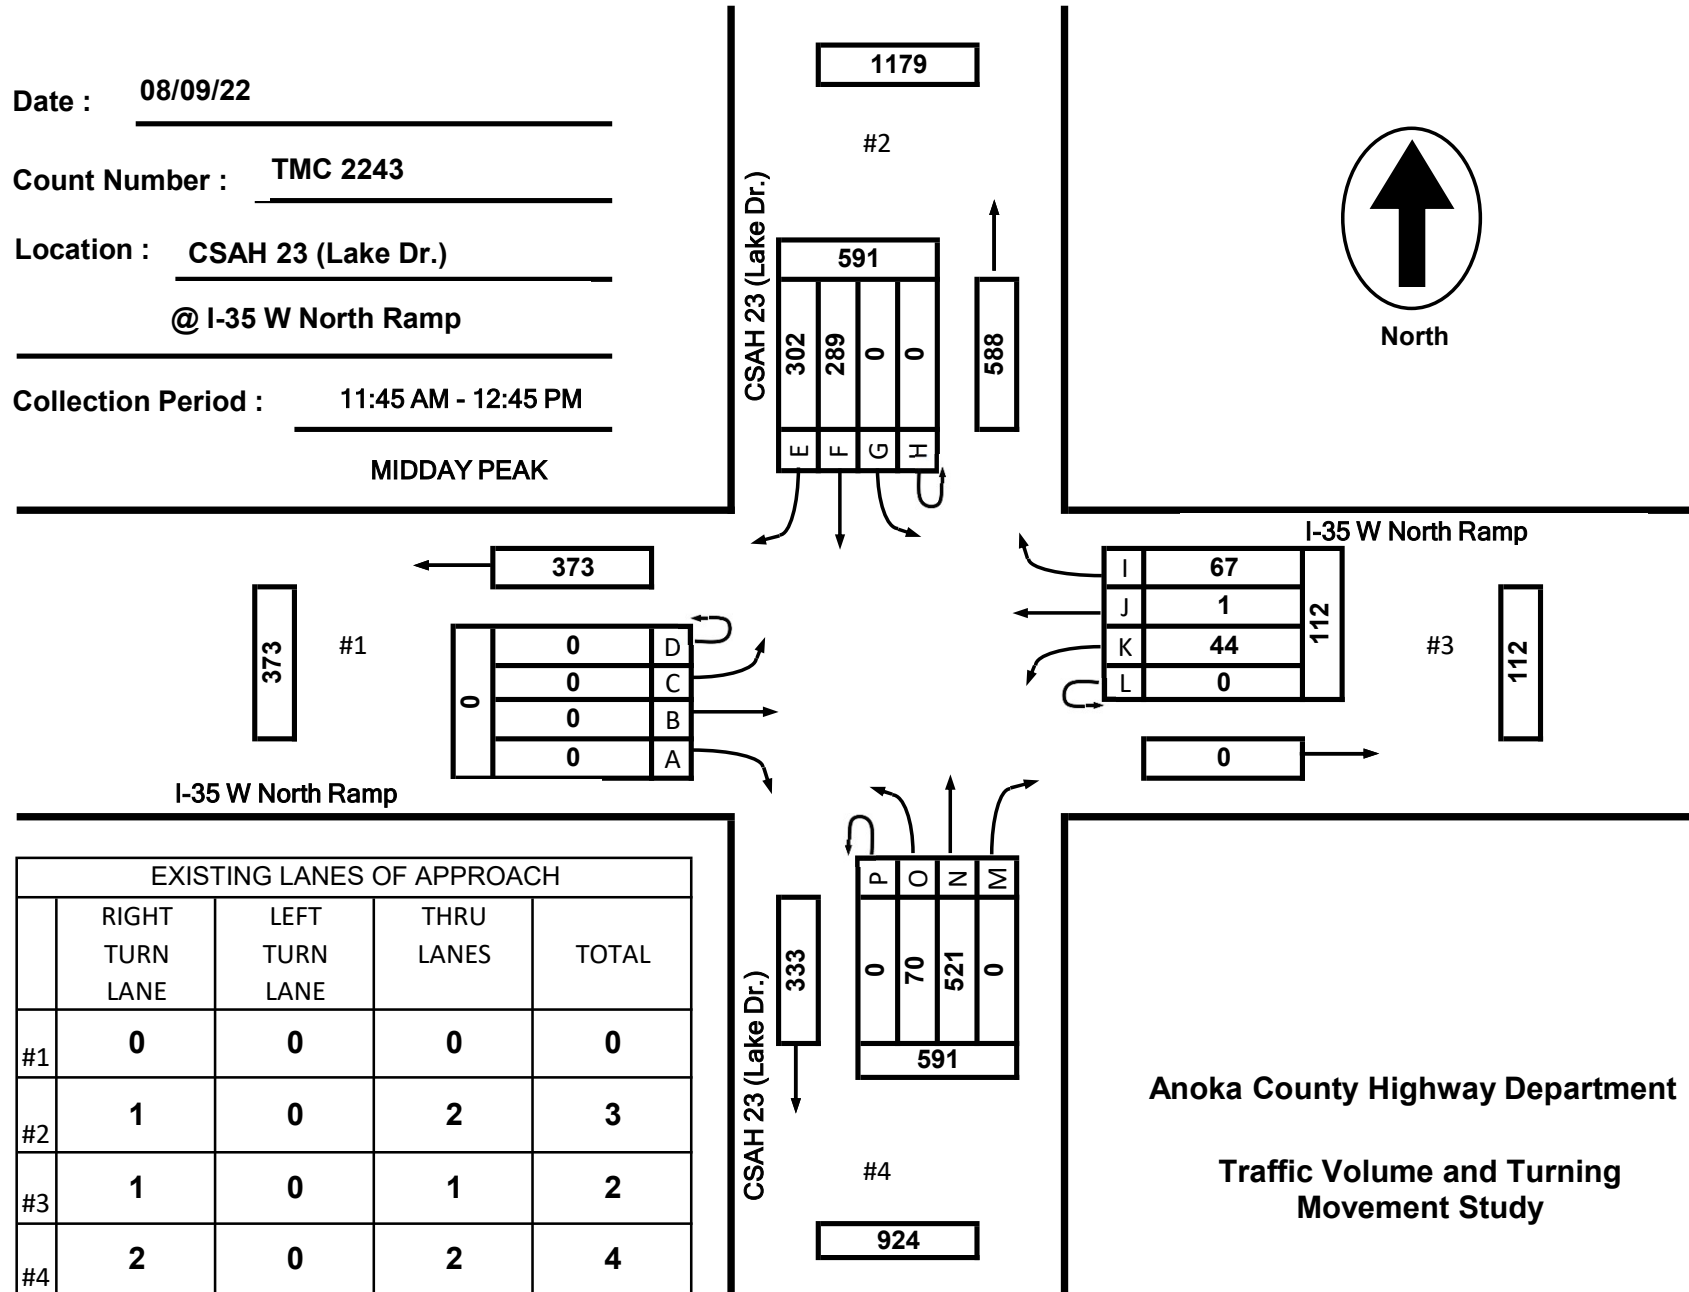 Date : 08/09/22
Count Number : TMC 2243
Location : CSAH 23 (Lake Dr.)
@ I-35 W North Ramp
Collection Period : 11:45 AM - 12:45 PM
MIDDAY PEAK
1179
#2
CSAH 23 (Lake Dr.)
591
302 289 0 0
E F G H
588
North
I-35 W North Ramp
373
373
#1
0
0 D
0 C
0 B
0 A
I-35 W North Ramp
I 67
J 1
K 44
L 0
112
#3
112
0
P O N M
0 70 521 0
591
333
CSAH 23 (Lake Dr.)
#4
924
EXISTING LANES OF APPROACH
RIGHT TURN LANE LEFT TURN LANE THRU LANES TOTAL
#1 0 0 0 0
#2 1 0 2 3
#3 1 0 1 2
#4 2 0 2 4
Anoka County Highway Department
Traffic Volume and Turning
Movement Study